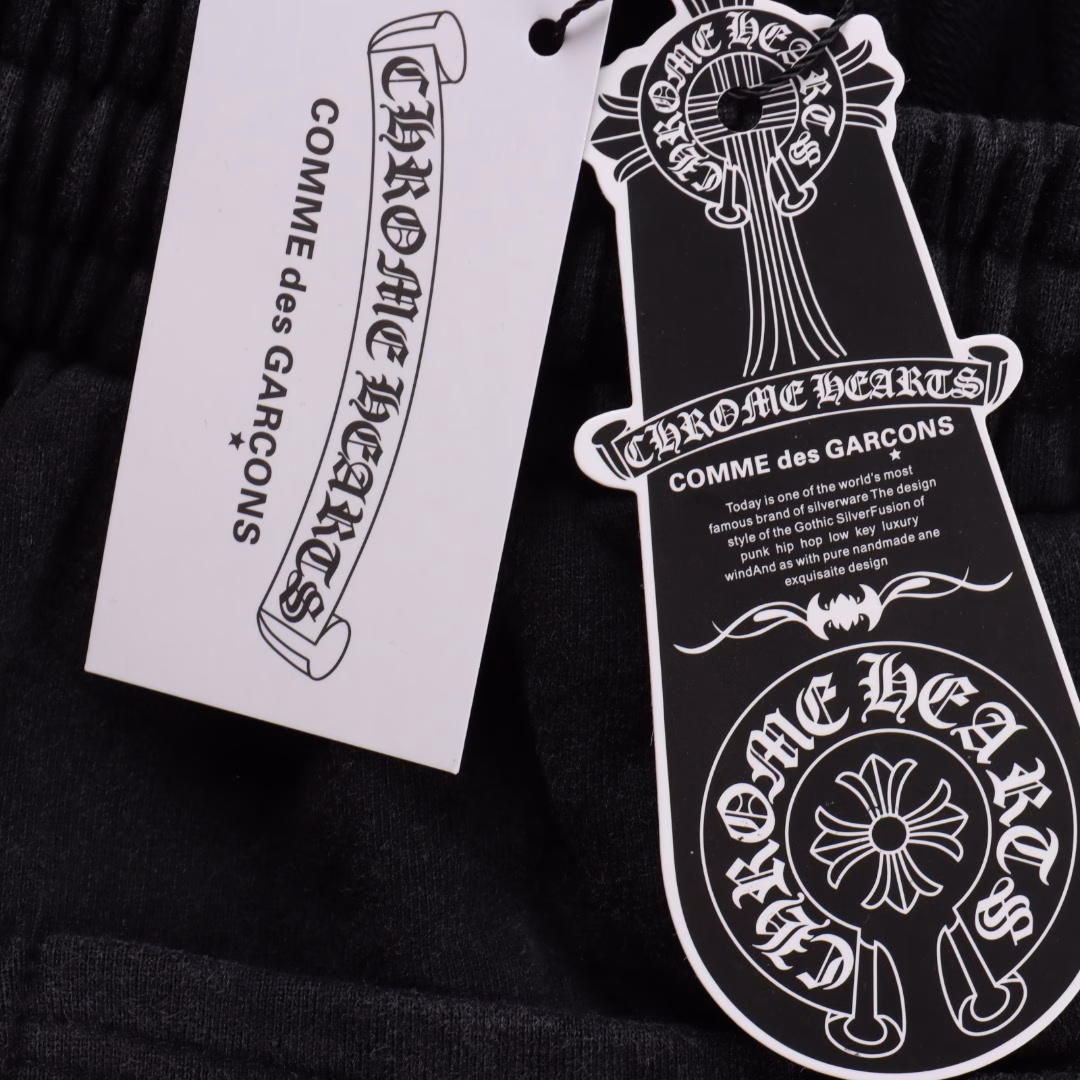 CHROME HEARTS
COMME des GARCONS
CHROME HEARTS
CHROME HEARTS
COMME des GARCONS
Today is one of the world's most
famous brand of silverware The design
style of the Gothic SilverFusion of
punk hip hop low key luxury
windAnd as with pure nandmade ane
exquisaite design
CHROME HEARTS